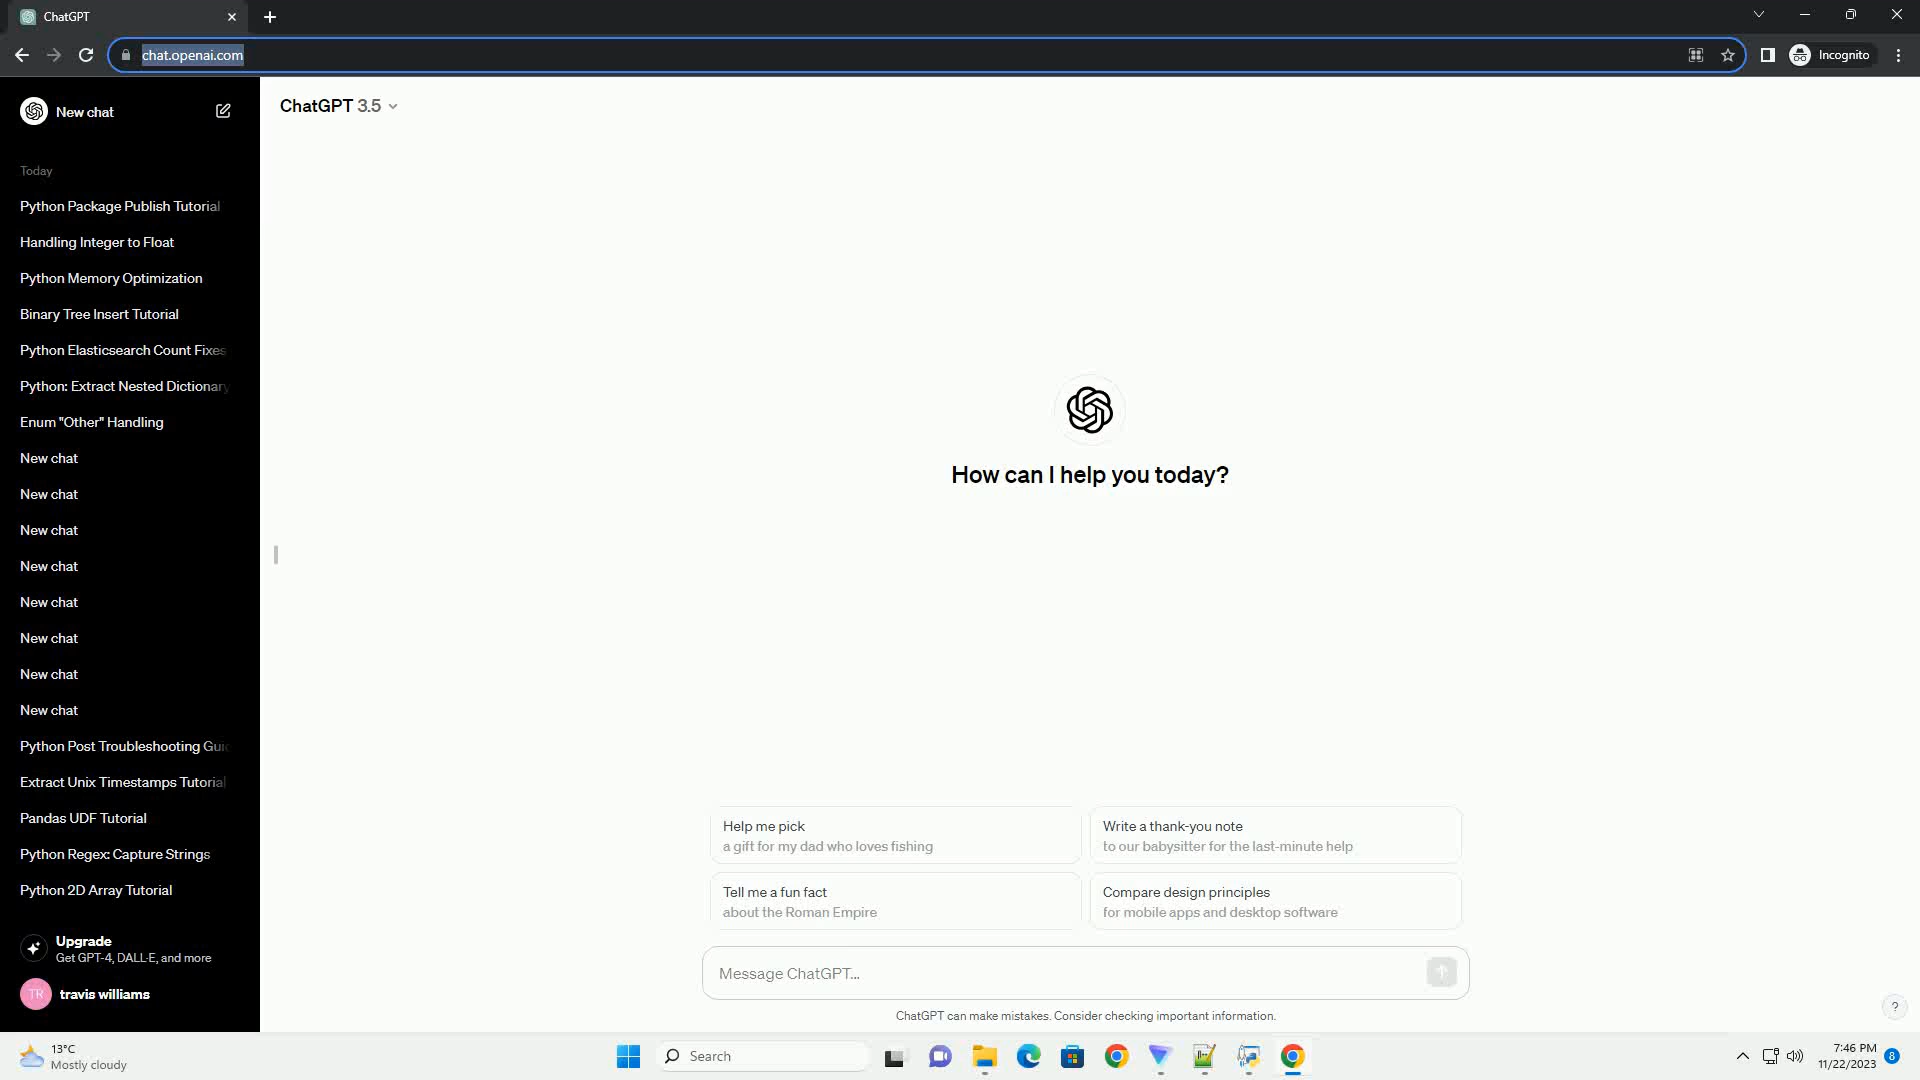 ChatGPT
chat.openai.com
Incognito
New chat
ChatGPT 3.5
Today
Python Package Publish Tutorial
Handling Integer to Float
Python Memory Optimization
Binary Tree Insert Tutorial
Python Elasticsearch Count Fixes
Python: Extract Nested Dictionary
Enum "Other" Handling
New chat
New chat
New chat
New chat
New chat
New chat
New chat
New chat
Python Post Troubleshooting Gui
Extract Unix Timestamps Tutorial
Pandas UDF Tutorial
Python Regex: Capture Strings
Python 2D Array Tutorial
Upgrade
Get GPT-4, DALL·E, and more
TR
travis williams
How can I help you today?
Help me pick
a gift for my dad who loves fishing
Write a thank-you note
to our babysitter for the last-minute help
Tell me a fun fact
about the Roman Empire
Compare design principles
for mobile apps and desktop software
Message ChatGPT...
ChatGPT can make mistakes. Consider checking important information.
?
13°C
Mostly cloudy
Search
7:46 PM
11/22/2023
8